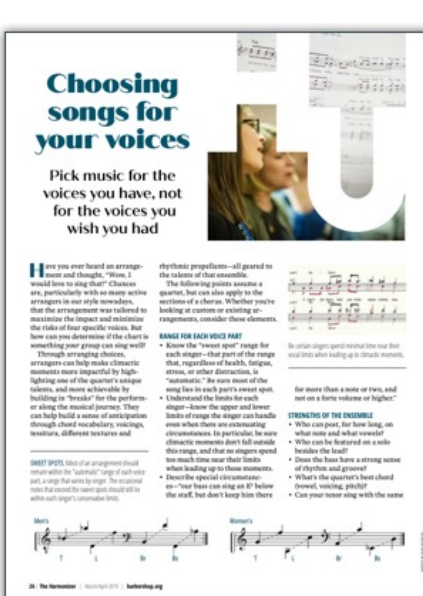 Choosing
songs for
your voices
Pick music for the
voices you have, not
for the voices you
wish you had
Have you ever heard an arrange-
ment and thought, "Wow, I
would love to sing that!" Chances
are, particularly with so many active
arrangers in our style nowadays,
that the arrangement was tailored to
maximize the impact and minimize
the risks of four specific voices. But
how can you determine if the chart is
something your group can sing well?
Through arranging choices,
arrangers can help make climactic
moments more impactful by high-
lighting one of the quartet's unique
talents, and more achievable by
building in "breaks" for the perform-
er along the musical journey. They
can help build a sense of anticipation
through chord vocabulary, voicings,
tessitura, different textures and
SWEET SPOTS. Most of an arrangement should
remain within the "automatic" range of each voice
part, a range that varies by singer. The occasional
notes that exceed the sweet spots should still lie
within each singer's conservative limits.
rhythmic propellants—all geared to
the talents of that ensemble.
The following points assume a
quartet, but can also apply to the
sections of a chorus. Whether you're
looking at custom or existing ar-
rangements, consider these elements.
RANGE FOR EACH VOICE PART
• Know the "sweet spot" range for
each singer—that part of the range
that, regardless of health, fatigue,
stress, or other distraction, is
"automatic." Be sure most of the
song lies in each part's sweet spot.
• Understand the limits for each
singer—know the upper and lower
limits of range the singer can handle
even when there are extenuating
circumstances. In particular, be sure
climactic moments don't fall outside
this range, and that no singers spend
too much time near their limits
when leading up to those moments.
• Describe special circumstanc-
es—"our bass can sing an E♭ below
the staff, but don't keep him there
Be certain singers spend minimal time near their
vocal limits when leading up to climactic moments.
for more than a note or two, and
not on a forte volume or higher."
STRENGTHS OF THE ENSEMBLE
• Who can post, for how long, on
what note and what vowels?
• Who can be featured on a solo
besides the lead?
• Does the bass have a strong sense
of rhythm and groove?
• What's the quartet's best chord
(vowel, voicing, pitch)?
• Can your tenor sing with the same
Men's
T L Br Bs
Women's
T L Br Bs
26 | The Harmonizer | March/April 2019 | barbershop.org